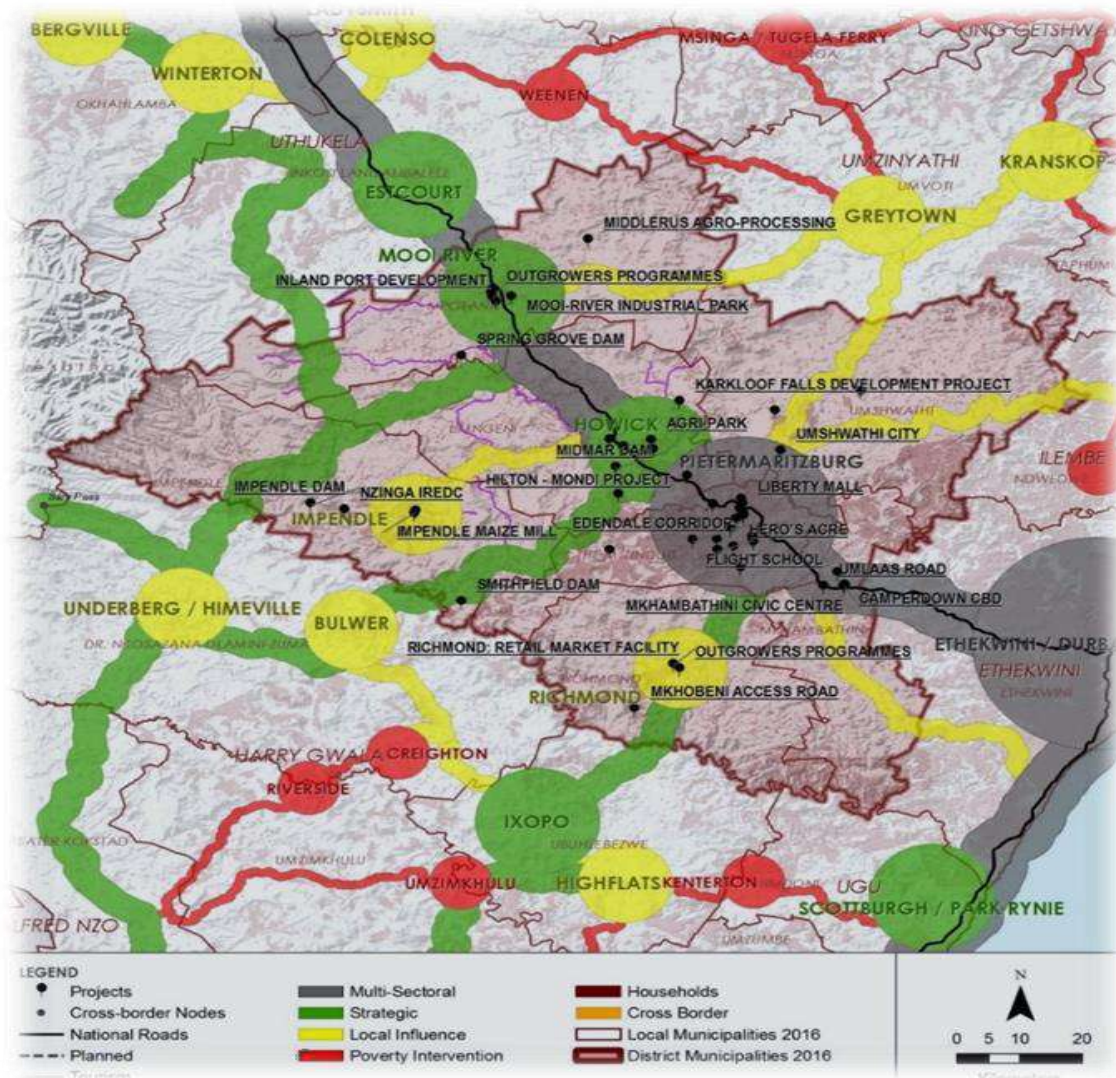 BERGVILLE
COLENSO
MSINGA / TUGELA FERRY
WINTERTON
OKHAHLAMBA
WEENEN
UTHUKELA
UMZINYATHI
UMVOTI
KRANSKOP
ESTCOURT
GREYTOWN
MIDDLERUS AGRO-PROCESSING
MOOI RIVER
INLAND PORT DEVELOPMENT
OUTGROWERS PROGRAMMES
MOOI-RIVER INDUSTRIAL PARK
SPRING GROVE DAM
KARKLOOF FALLS DEVELOPMENT PROJECT
UMSHWATHI
HOWICK
AGRI PARK
MIDMAR DAM
UMSHWATHI CITY
PIETERMARITZBURG
ILEMBE
HILTON - MONDI PROJECT
LIBERTY MALL
IMPENDLE DAM
NZINGA IREDC
IMPENDLE
IMPENDLE MAIZE MILL
EDENDALE CORRIDOR
HERO'S ACRE
FLIGHT SCHOOL
UMLAAS ROAD
SMITHFIELD DAM
CAMPERDOWN CBD
UNDERBERG / HIMEVILLE
MKHAMBATHINI CIVIC CENTRE
BULWER
ETHEKWINI / DURB
ETHEKWINI
ETHEKWINI
RICHMOND: RETAIL MARKET FACILITY
OUTGROWERS PROGRAMMES
RICHMOND
RICHMOND
MKHOBENI ACCESS ROAD
HARRY GWALA
CREIGHTON
RIVERSIDE
IXOPO
UBUHLEBEZWE
UMZIMKHULU
UMZIMKHULU
HIGHFLATS
KENTERTON
UGU
SCOTTBURGH / PARK RYNIE
FRED NZO
UMZUMBE
LEGEND
Projects
Cross-border Nodes
National Roads
Planned
Multi-Sectoral
Strategic
Local Influence
Poverty Intervention
Households
Cross Border
Local Municipalities 2016
District Municipalities 2016
N
0 5 10 20